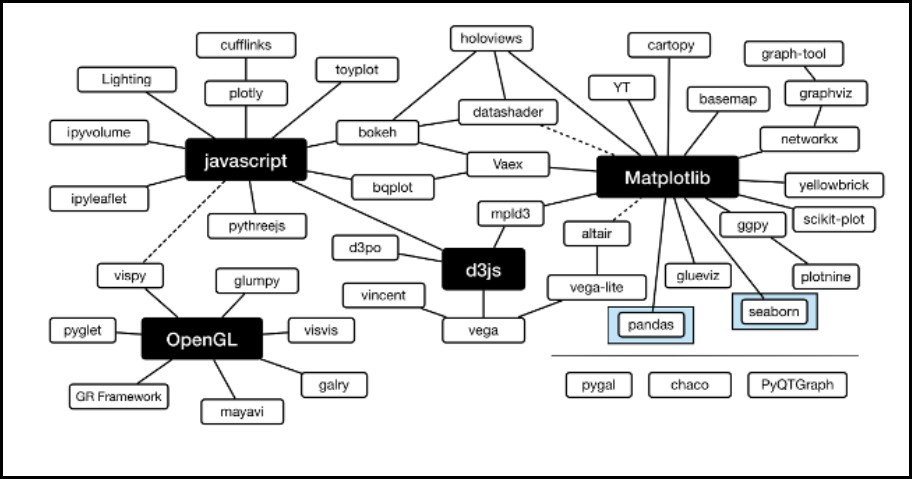 holoviews
cufflinks
cartopy
graph-tool
Lighting
toyplot
plotly
YT
graphviz
basemap
datashader
ipyvolume
bokeh
networkx
javascript
Vaex
Matplotlib
bqplot
yellowbrick
ipyleaflet
mpld3
scikit-plot
pythreejs
altair
ggpy
d3po
d3js
vispy
glumpy
glueviz
plotnine
vincent
vega-lite
seaborn
pyglet
OpenGL
visvis
vega
pandas
GR Framework
galry
pygal
chaco
PyQTGraph
mayavi